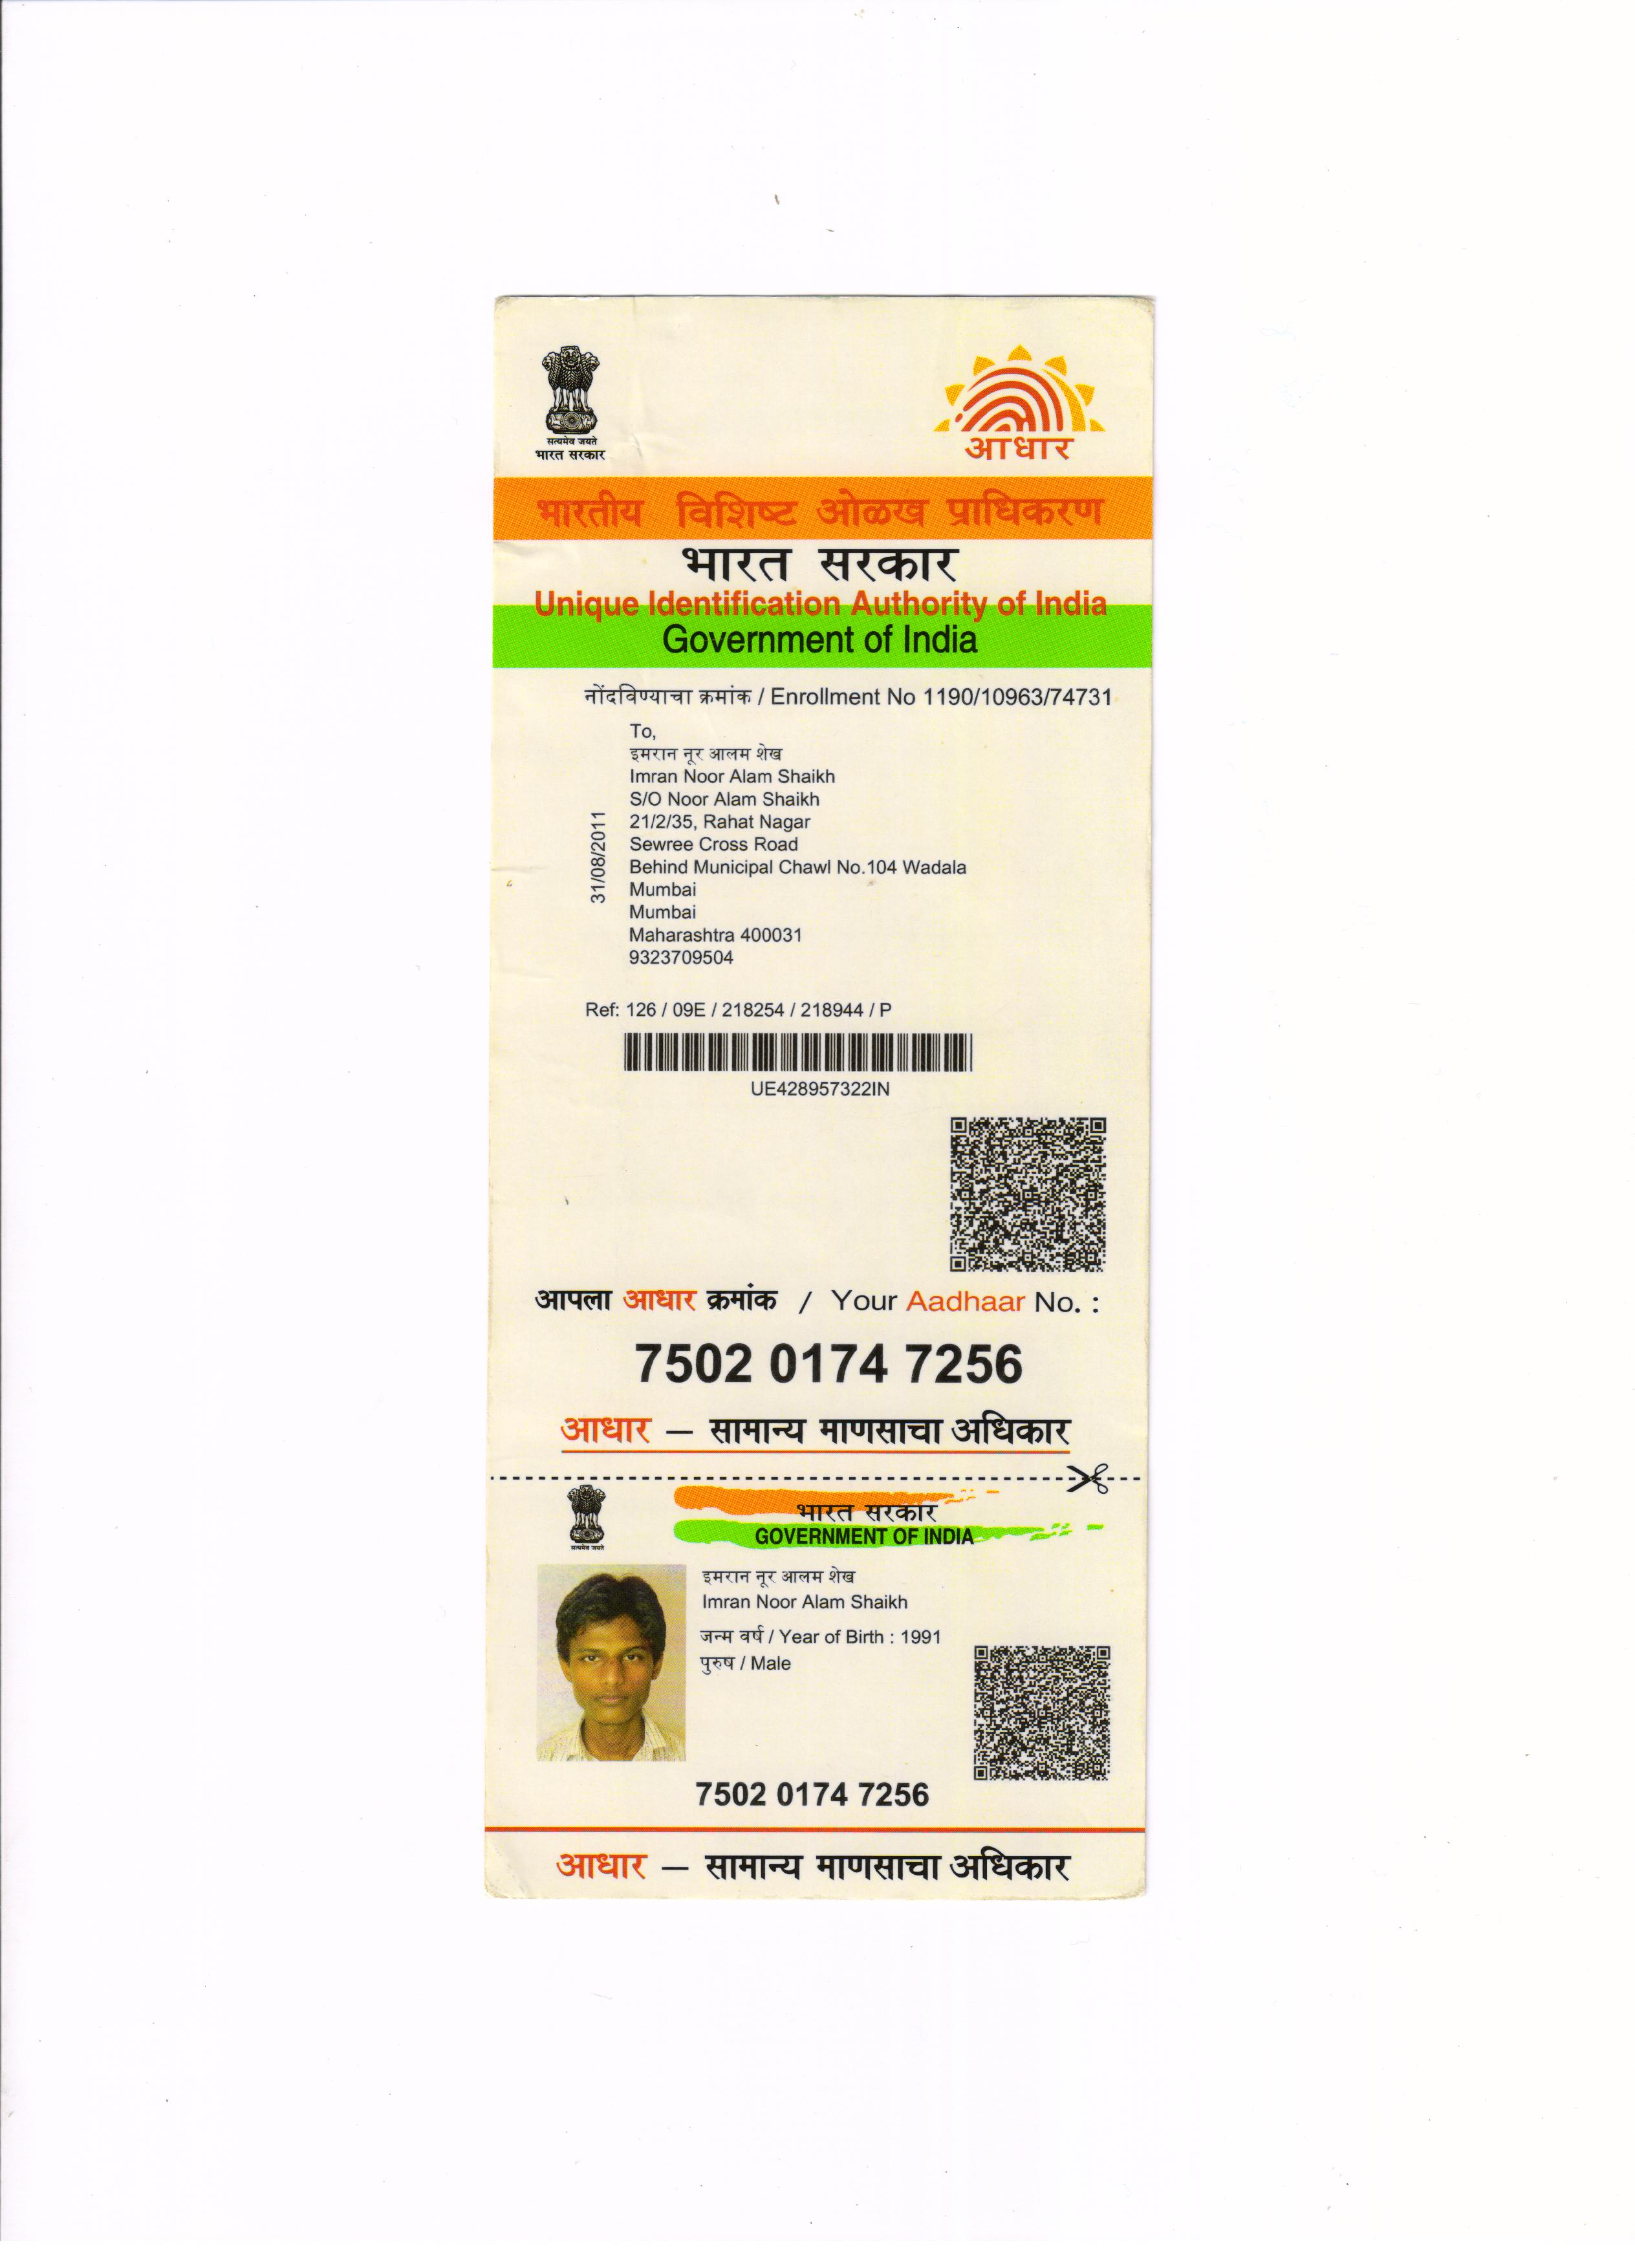 सत्यमेव जयते
भारत सरकार
आधार
भारतीय विशिष्ट ओळख प्राधिकरण
भारत सरकार
Unique Identification Authority of India
Government of India
नोंदविण्याचा क्रमांक / Enrollment No 1190/10963/74731
To,
इमरान नूर आलम शेख
Imran Noor Alam Shaikh
S/O Noor Alam Shaikh
21/2/35, Rahat Nagar
Sewree Cross Road
Behind Municipal Chawl No.104 Wadala
Mumbai
Mumbai
Maharashtra 400031
9323709504
31/08/2011
Ref: 126 / 09E / 218254 / 218944 / P
UE428957322IN
आपला आधार क्रमांक / Your Aadhaar No. :
7502 0174 7256
आधार – सामान्य माणसाचा अधिकार
सत्यमेव जयते
भारत सरकार
GOVERNMENT OF INDIA
इमरान नूर आलम शेख
Imran Noor Alam Shaikh
जन्म वर्ष / Year of Birth : 1991
पुरुष / Male
7502 0174 7256
आधार – सामान्य माणसाचा अधिकार